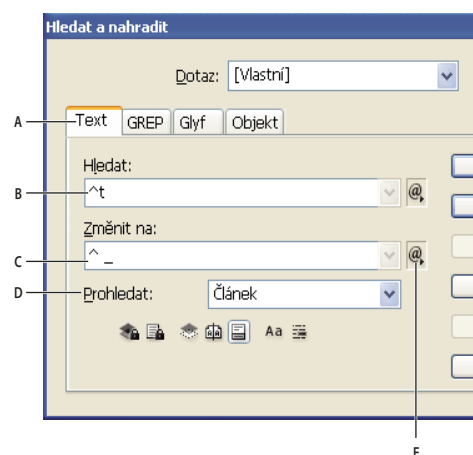 Hledat a nahradit
Dotaz: [Vlastní]
A Text GREP Glyf Objekt
Hledat:
B ^t @
Změnit na:
C ^_ @
D Prohledat: Článek
Aa
E